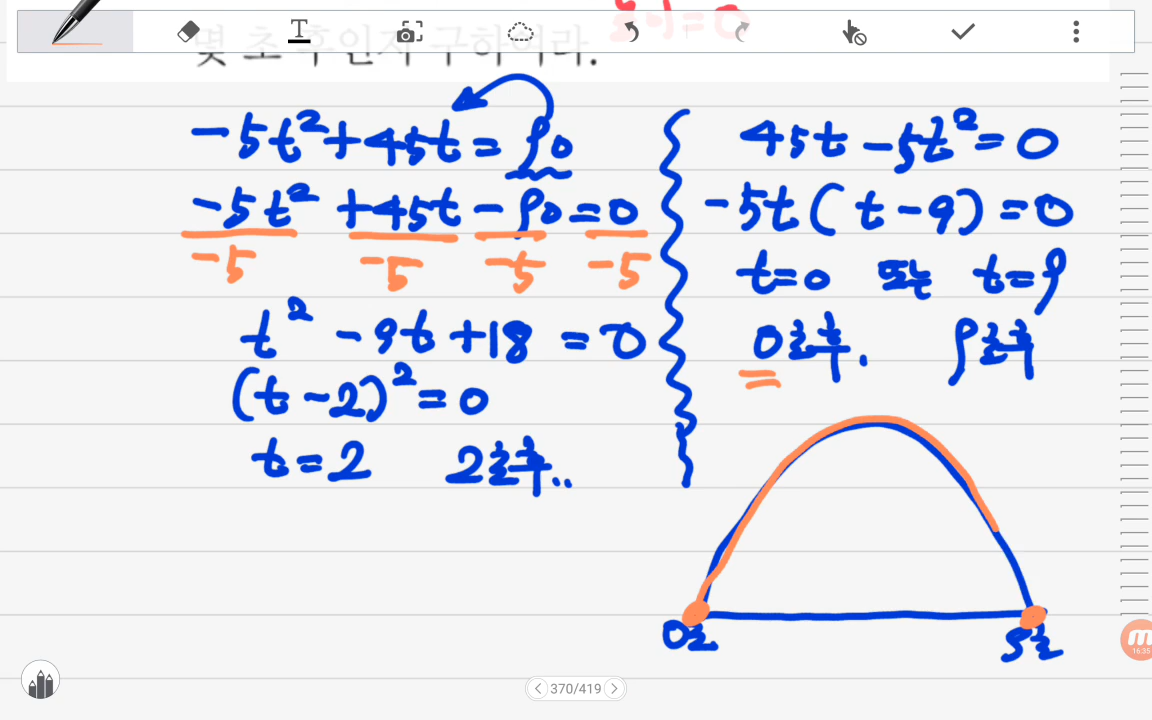 몇 초 후인지 구하여라.
-5t²+45t=90
-5t² +45t-90=0
-5 -5 -5 -5
t² -9t+18=0
(t-2)²=0
t=2 2초후..
45t-5t²=0
-5t(t-9)=0
t=0 또는 t=9
0초후. 9초후
0초 9초
370/419
16:35